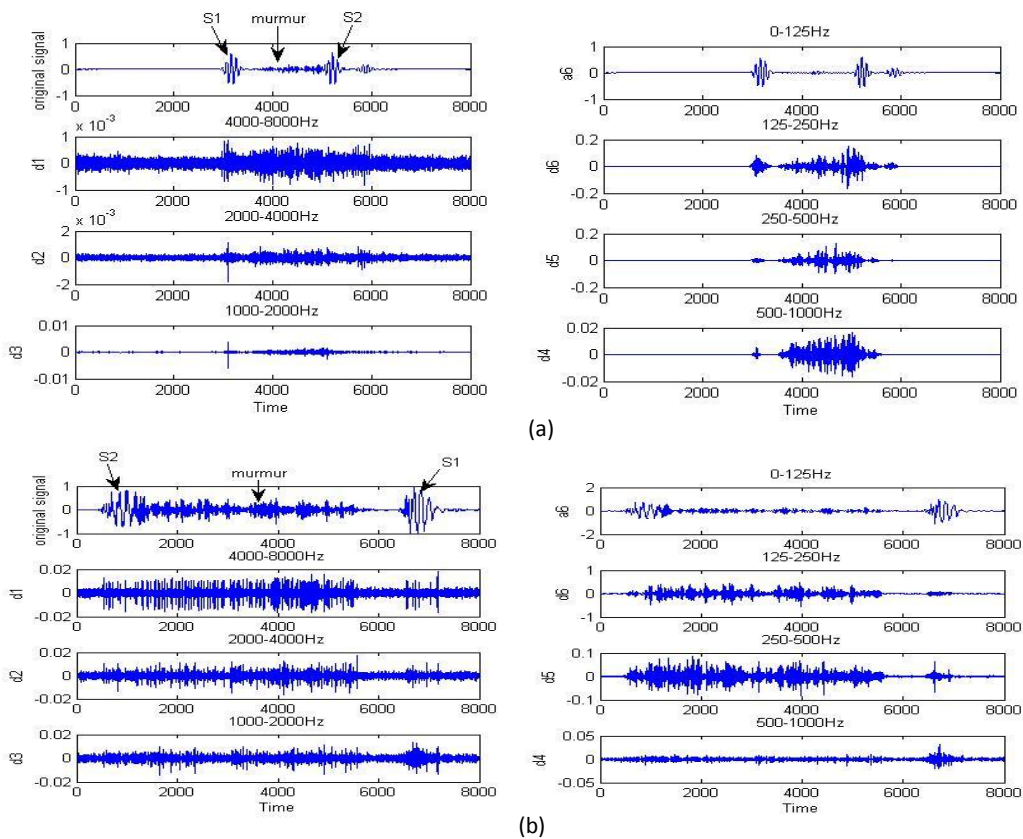 S1 murmur S2
original signal
1
0
-1
0 2000 4000 6000 8000
4000-8000Hz
x 10^-3
d1
1
0
-1
0 2000 4000 6000 8000
2000-4000Hz
x 10^-3
d2
2
0
-2
0 2000 4000 6000 8000
1000-2000Hz
d3
0.01
0
-0.01
0 2000 4000 6000 8000
Time
0-125Hz
a6
1
0
-1
0 2000 4000 6000 8000
125-250Hz
d6
0.2
0
-0.2
0 2000 4000 6000 8000
250-500Hz
d5
0.2
0
-0.2
0 2000 4000 6000 8000
500-1000Hz
d4
0.02
0
-0.02
0 2000 4000 6000 8000
Time
(a)
S2 murmur S1
original signal
1
0
-1
0 2000 4000 6000 8000
4000-8000Hz
d1
0.02
0
-0.02
0 2000 4000 6000 8000
2000-4000Hz
d2
0.02
0
-0.02
0 2000 4000 6000 8000
1000-2000Hz
d3
0.02
0
-0.02
0 2000 4000 6000 8000
Time
0-125Hz
a6
2
0
-2
0 2000 4000 6000 8000
125-250Hz
d6
1
0
-1
0 2000 4000 6000 8000
250-500Hz
d5
0.1
0
-0.1
0 2000 4000 6000 8000
500-1000Hz
d4
0.05
0
-0.05
0 2000 4000 6000 8000
Time
(b)